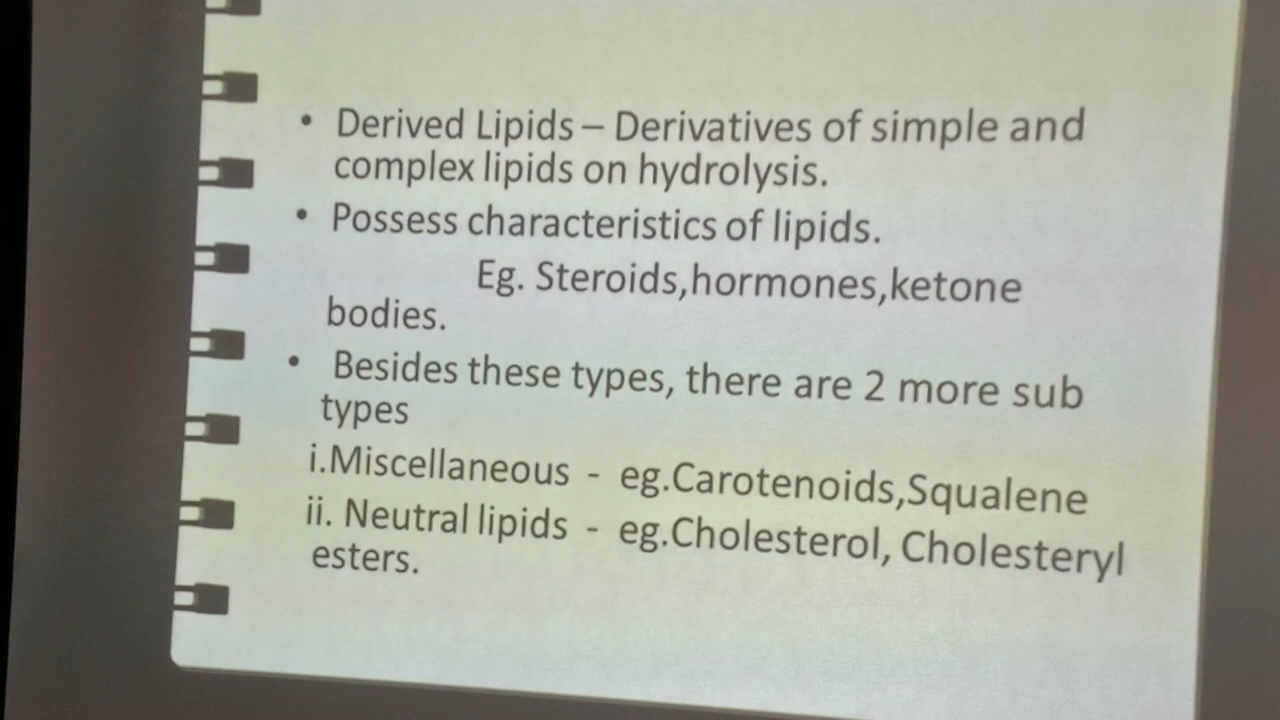 • Derived Lipids – Derivatives of simple and
complex lipids on hydrolysis.
• Possess characteristics of lipids.
Eg. Steroids,hormones,ketone
bodies.
• Besides these types, there are 2 more sub
types
i.Miscellaneous - eg.Carotenoids,Squalene
ii. Neutral lipids - eg.Cholesterol, Cholesteryl
esters.